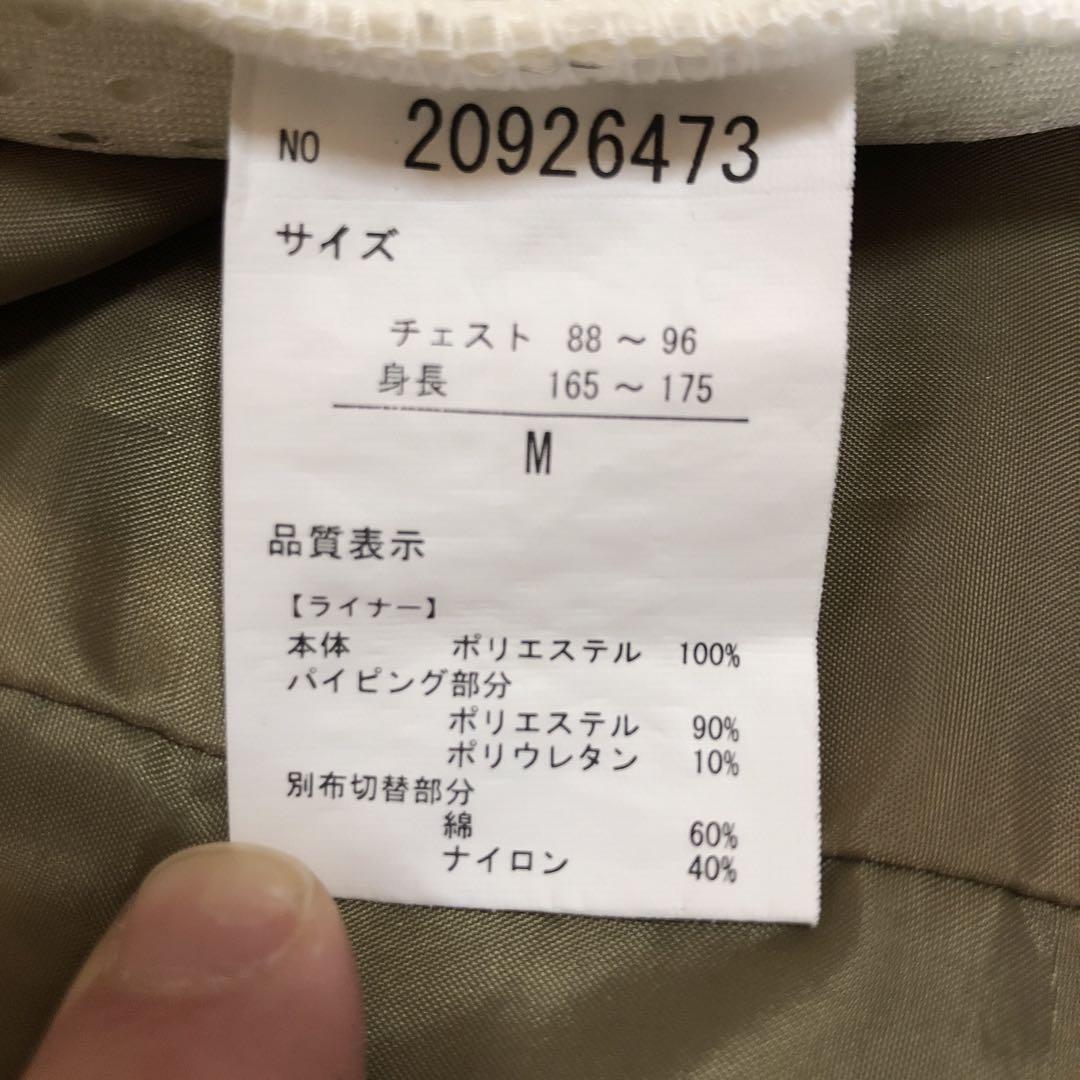 NO 20926473
サイズ
チェスト 88～96
身長 165～175
M
品質表示
【ライナー】
本体 ポリエステル 100%
パイピング部分
ポリエステル 90%
ポリウレタン 10%
別布切替部分
綿 60%
ナイロン 40%